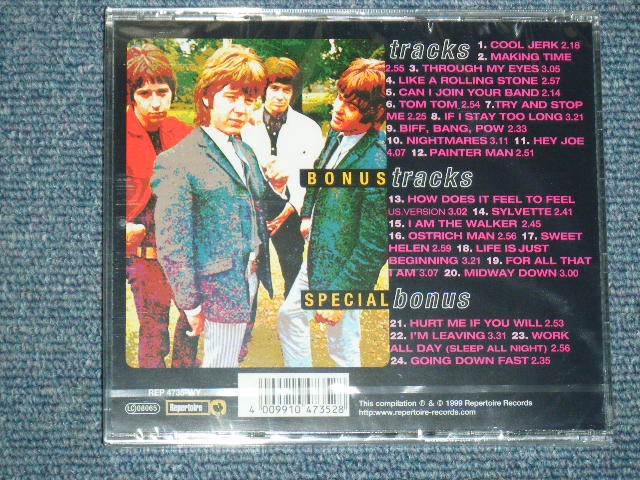 tracks 1. COOL JERK 2.18
2. MAKING TIME
2.55 3. THROUGH MY EYES 3.05
4. LIKE A ROLLING STONE 2.57
5. CAN I JOIN YOUR BAND 2.14
6. TOM TOM 2.54 7. TRY AND STOP
ME 2.25 8. IF I STAY TOO LONG 3.21
9. BIFF, BANG, POW 2.33
10. NIGHTMARES 3.11 11. HEY JOE
4.07 12. PAINTER MAN 2.51
BONUS tracks
13. HOW DOES IT FEEL TO FEEL
US.VERSION 3.02 14. SYLVETTE 2.41
15. I AM THE WALKER 2.45
16. OSTRICH MAN 2.56 17. SWEET
HELEN 2.59 18. LIFE IS JUST
BEGINNING 3.21 19. FOR ALL THAT
I AM 3.07 20. MIDWAY DOWN 3.00
SPECIAL bonus
21. HURT ME IF YOU WILL 2.53
22. I'M LEAVING 3.31 23. WORK
ALL DAY (SLEEP ALL NIGHT) 2.56
24. GOING DOWN FAST 2.35
REP 4735-WY
LC 08065
Repertoire
4 009910 473528
This compilation ℗ & © 1999 Repertoire Records
http://www.repertoire-records.com